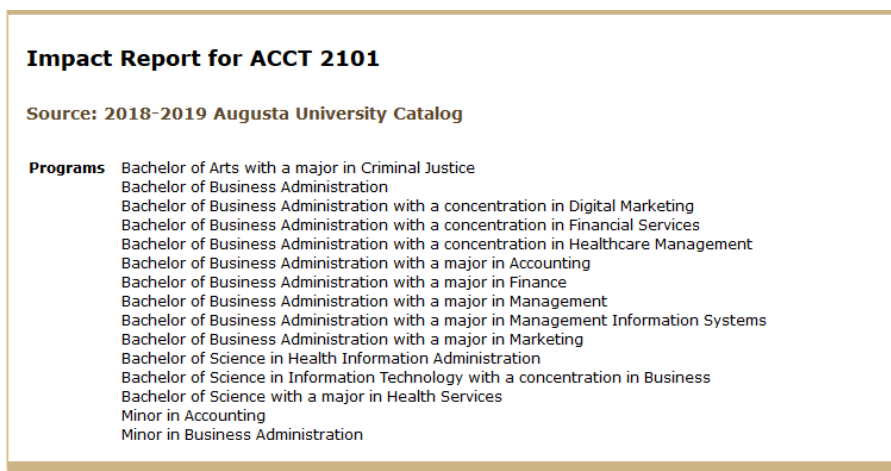 Impact Report for ACCT 2101
Source: 2018-2019 Augusta University Catalog
Programs Bachelor of Arts with a major in Criminal Justice
Bachelor of Business Administration
Bachelor of Business Administration with a concentration in Digital Marketing
Bachelor of Business Administration with a concentration in Financial Services
Bachelor of Business Administration with a concentration in Healthcare Management
Bachelor of Business Administration with a major in Accounting
Bachelor of Business Administration with a major in Finance
Bachelor of Business Administration with a major in Management
Bachelor of Business Administration with a major in Management Information Systems
Bachelor of Business Administration with a major in Marketing
Bachelor of Science in Health Information Administration
Bachelor of Science in Information Technology with a concentration in Business
Bachelor of Science with a major in Health Services
Minor in Accounting
Minor in Business Administration